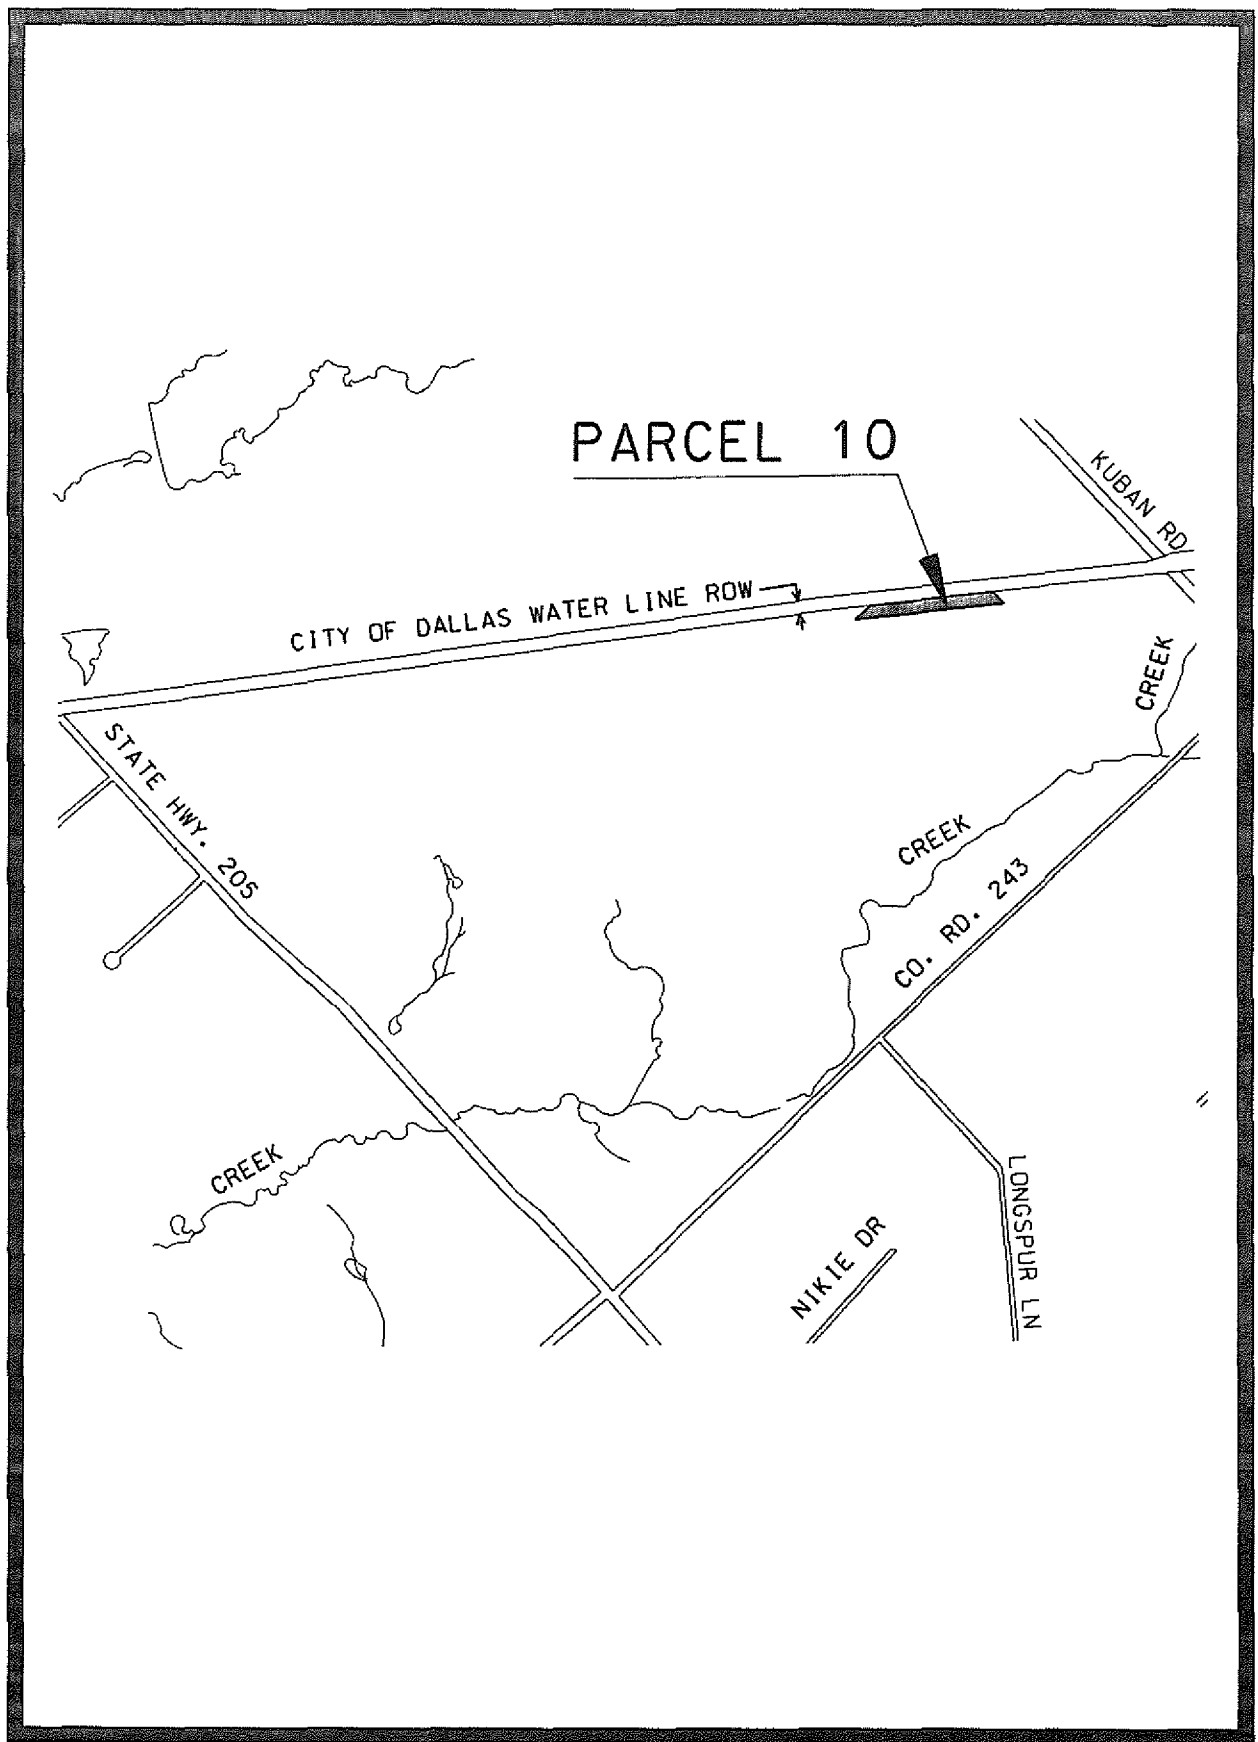 PARCEL 10
KUBAN RD
CITY OF DALLAS WATER LINE ROW
CREEK
STATE HWY. 205
CREEK
CO. RD. 243
CREEK
LONGSPUR LN
NIKIE DR